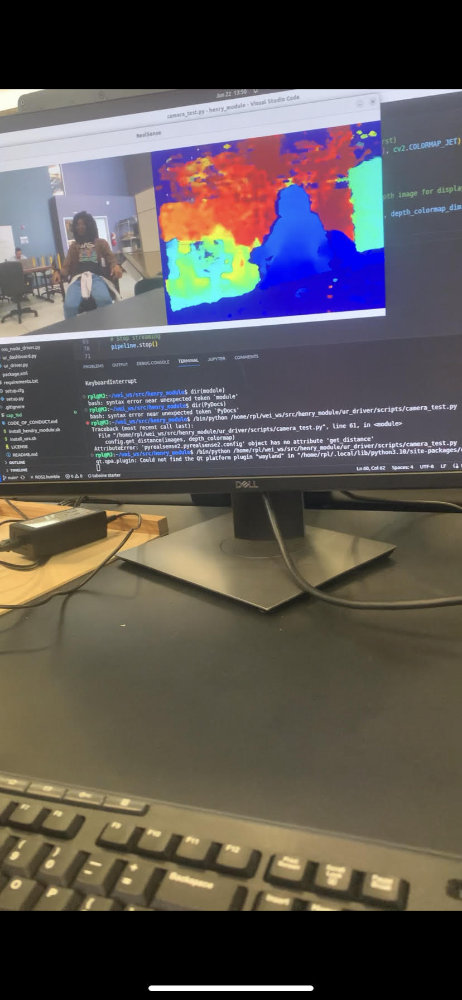 Jun 22 13:50
camera_test.py - henry_module - Visual Studio Code
RealSense
rst)
, cv2.COLORMAP_JET)
pth image for displa
, depth_colormap_dim
69 # Stop streaming
70 pipeline.stop()
71
ros_node_driver.py
ur_dashboard.py
ur_driver.py
package.xml
requirements.txt
setup.cfg
setup.py
.gitignore
cap_%d U
CODE_OF_CONDUCT.md
install_hendry_module.sh
install_urx.sh
LICENSE
README.md
OUTLINE
TIMELINE
PROBLEMS OUTPUT DEBUG CONSOLE TERMINAL JUPYTER COMMENTS
KeyboardInterrupt
rpl@MJ:~/wei_ws/src/henry_module$ dir(module)
bash: syntax error near unexpected token `module'
rpl@MJ:~/wei_ws/src/henry_module$ dir(PyDocs)
bash: syntax error near unexpected token `PyDocs'
rpl@MJ:~/wei_ws/src/henry_module$ /bin/python /home/rpl/wei_ws/src/henry_module/ur_driver/scripts/camera_test.py
Traceback (most recent call last):
File "/home/rpl/wei_ws/src/henry_module/ur_driver/scripts/camera_test.py", line 61, in <module>
config.get_distance(images, depth_colormap)
AttributeError: 'pyrealsense2.pyrealsense2.config' object has no attribute 'get_distance'
rpl@MJ:~/wei_ws/src/henry_module$ /bin/python /home/rpl/wei_ws/src/henry_module/ur_driver/scripts/camera_test.py
qt.qpa.plugin: Could not find the Qt platform plugin "wayland" in "/home/rpl/.local/lib/python3.10/site-packages/
main* ROS2.humble 0 0 tabnine starter
Ln 60, Col 62 Spaces: 4 UTF-8 LF
DELL
F7 F8 F9 F10 F11 F12
( ) _ +
9 0 - = Backspace
O P { Insert